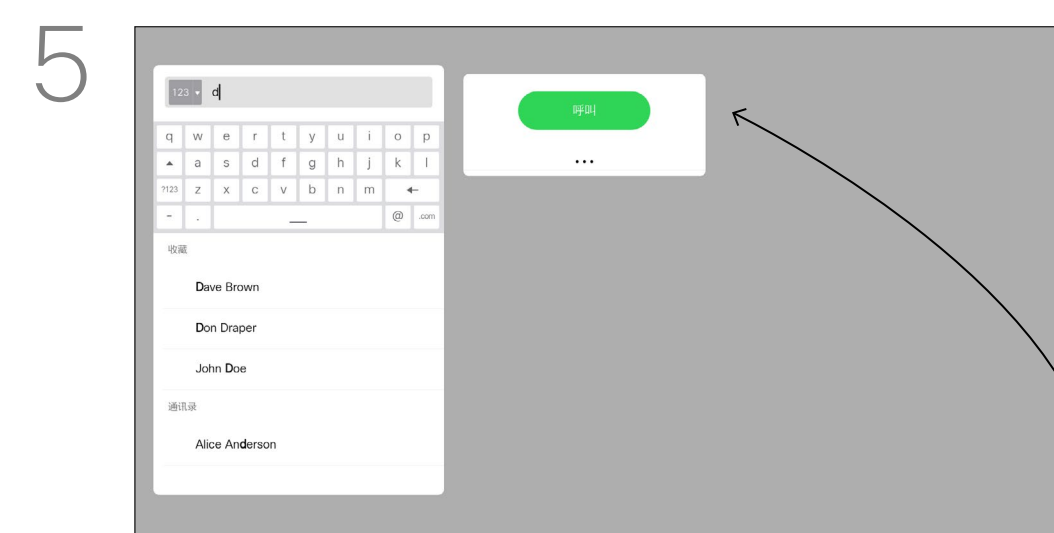 5
123 d
呼叫
q w e r t y u i o p
a s d f g h j k l
?123 z x c v b n m
- . @ .com
收藏
Dave Brown
Don Draper
John Doe
通讯录
Alice Anderson